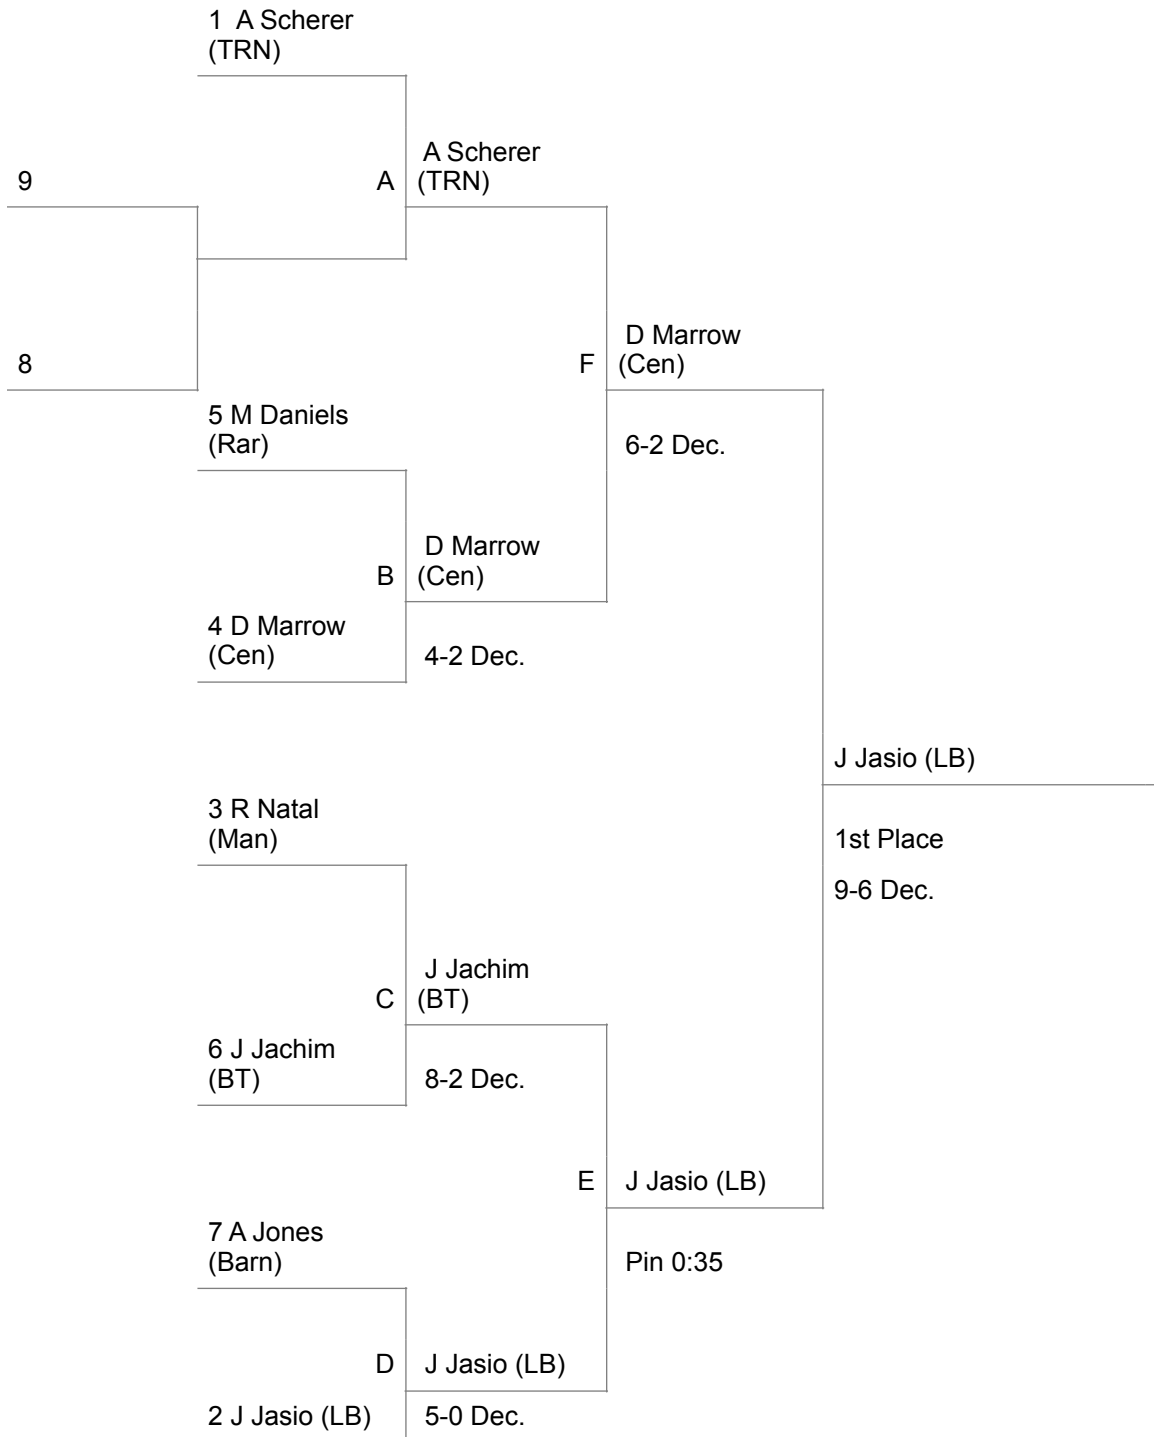 1 A Scherer
(TRN)
A Scherer
9
A
(TRN)
D Marrow
8
F
(Cen)
5 M Daniels
(Rar)
6-2 Dec.
D Marrow
B
(Cen)
4 D Marrow
(Cen)
4-2 Dec.
J Jasio (LB)
3 R Natal
(Man)
1st Place
9-6 Dec.
J Jachim
C
(BT)
6 J Jachim
(BT)
8-2 Dec.
E
J Jasio (LB)
7 A Jones
(Barn)
Pin 0:35
D
J Jasio (LB)
2 J Jasio (LB)
5-0 Dec.